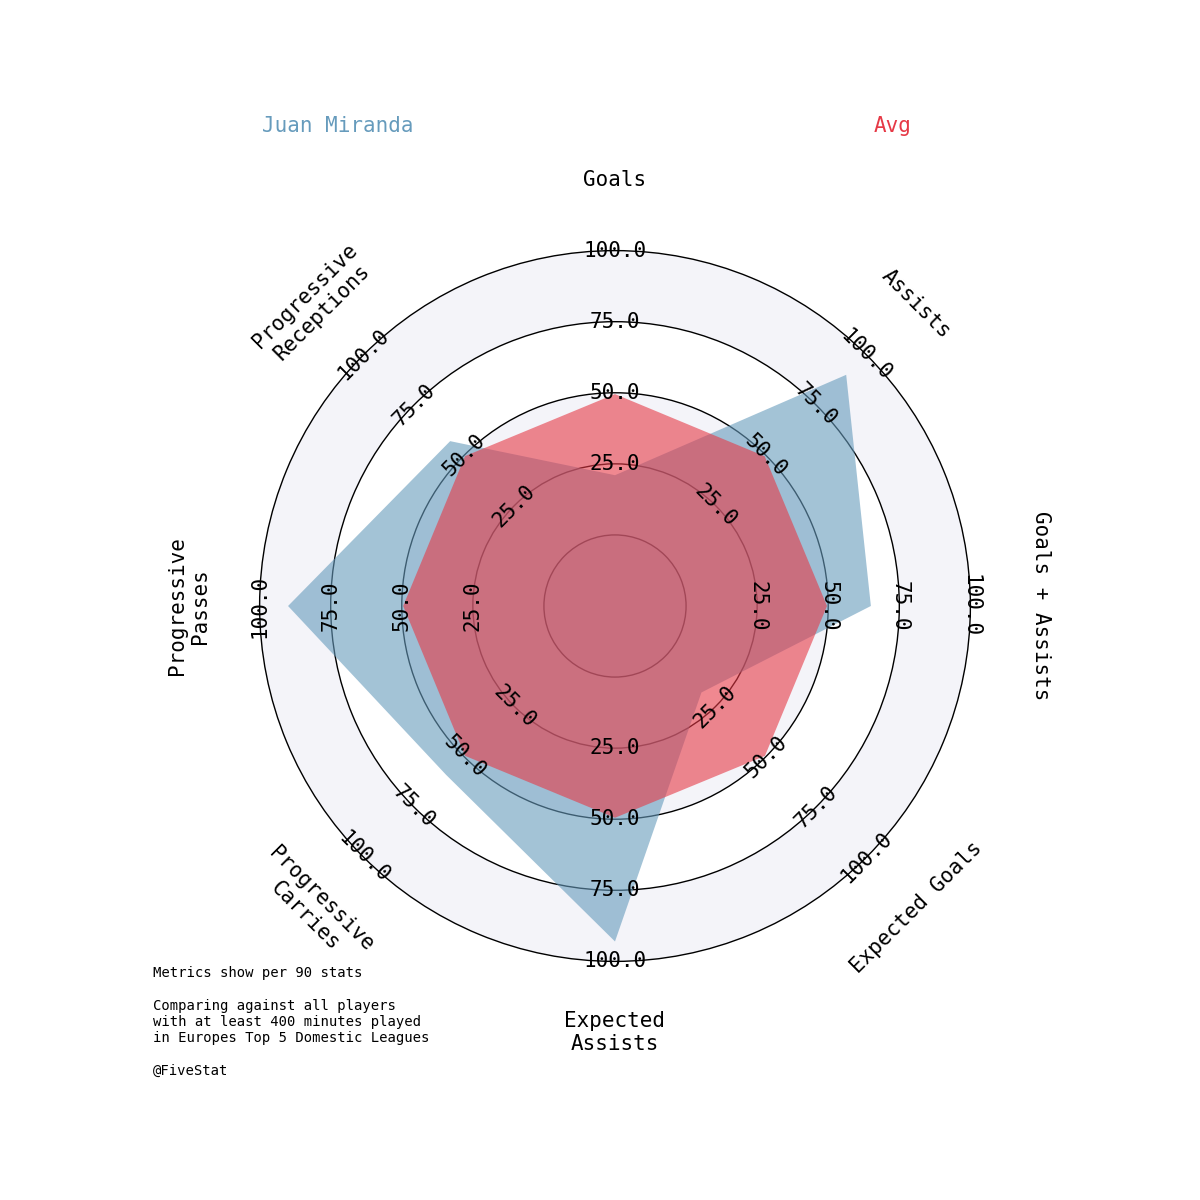 Juan Miranda
Avg
Goals
Assists
Goals + Assists
Expected Goals
Expected
Assists
Progressive
Carries
Progressive
Passes
Progressive
Receptions
25.0
50.0
75.0
100.0
25.0
50.0
75.0
100.0
25.0
50.0
75.0
100.0
25.0
50.0
75.0
100.0
25.0
50.0
75.0
100.0
25.0
50.0
75.0
100.0
25.0
50.0
75.0
100.0
25.0
50.0
75.0
100.0
Metrics show per 90 stats
Comparing against all players
with at least 400 minutes played
in Europes Top 5 Domestic Leagues
@FiveStat